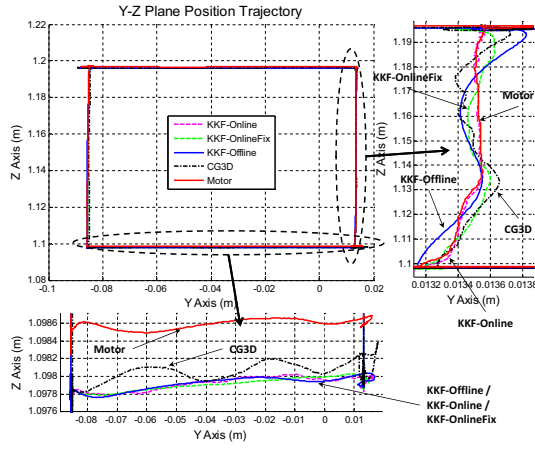 Y-Z Plane Position Trajectory
1.22
1.2
1.18
1.16
1.14
1.12
1.1
1.08
Z Axis (m)
-0.1
-0.08
-0.06
-0.04
-0.02
0
0.02
Y Axis (m)
KKF-Online
KKF-OnlineFix
KKF-Offline
CG3D
Motor
1.19
1.18
1.17
1.16
1.15
1.14
1.13
1.12
1.11
1.1
Z Axis (m)
0.0132
0.0134
0.0136
0.0138
Y Axis (m)
KKF-OnlineFix
Motor
KKF-Offline
CG3D
KKF-Online
1.0986
1.0984
1.0982
1.098
1.0978
1.0976
Z Axis (m)
-0.08
-0.07
-0.06
-0.05
-0.04
-0.03
-0.02
-0.01
0
0.01
Y Axis (m)
Motor
CG3D
KKF-Offline /
KKF-Online /
KKF-OnlineFix